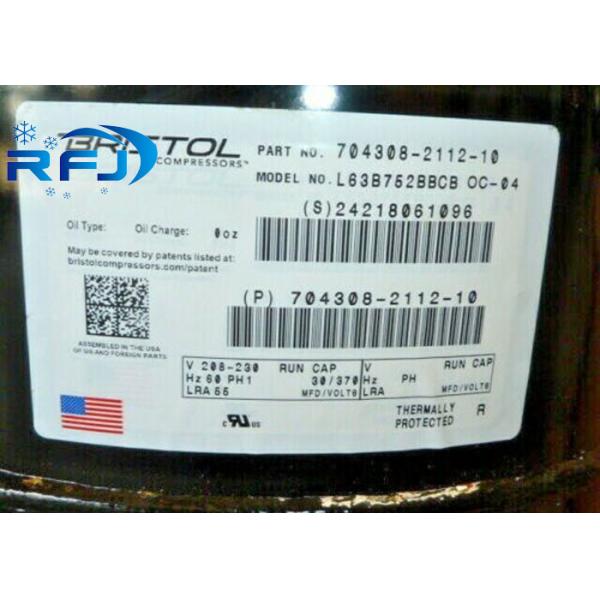 BRISTOL
COMPRESSORS™
RFJ
PART NO. 704308-2112-10
MODEL NO. L63B752BBCB OC-04
(S)24218061096
Oil Type: Oil Charge: 0oz
May be covered by patents listed at:
bristolcompressors.com/patent
(P) 704308-2112-10
ASSEMBLED IN THE USA
OF US AND FOREIGN PARTS
V 208-230 RUN CAP V RUN CAP
Hz 60 PH1 30/370 Hz PH
LRA 55 MFD/VOLTS LRA MFD/VOLTS
THERMALLY R
PROTECTED
c RU US